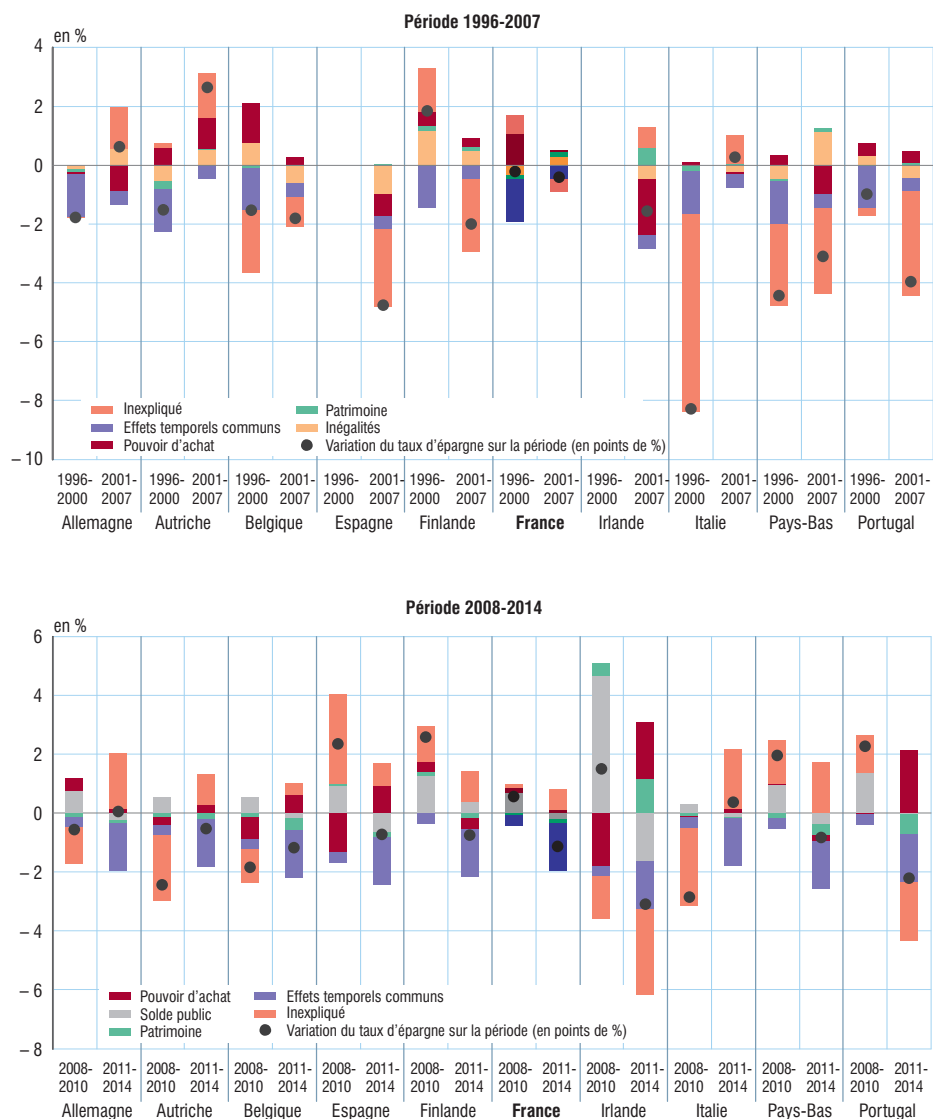 Période 1996-2007
en %
4
2
0
– 2
– 4
– 6
– 8
– 10
Inexpliqué
Effets temporels communs
Pouvoir d'achat
Patrimoine
Inégalités
Variation du taux d'épargne sur la période (en points de %)
1996- 2001- 1996- 2001- 1996- 2001- 1996- 2001- 1996- 2001- 1996- 2001- 1996- 2001- 1996- 2001- 1996- 2001- 1996- 2001-
2000 2007 2000 2007 2000 2007 2000 2007 2000 2007 2000 2007 2000 2007 2000 2007 2000 2007 2000 2007
Allemagne Autriche Belgique Espagne Finlande France Irlande Italie Pays-Bas Portugal
Période 2008-2014
en %
6
4
2
0
– 2
– 4
– 6
– 8
Pouvoir d'achat
Solde public
Patrimoine
Effets temporels communs
Inexpliqué
Variation du taux d'épargne sur la période (en points de %)
2008- 2011- 2008- 2011- 2008- 2011- 2008- 2011- 2008- 2011- 2008- 2011- 2008- 2011- 2008- 2011- 2008- 2011- 2008- 2011-
2010 2014 2010 2014 2010 2014 2010 2014 2010 2014 2010 2014 2010 2014 2010 2014 2010 2014 2010 2014
Allemagne Autriche Belgique Espagne Finlande France Irlande Italie Pays-Bas Portugal